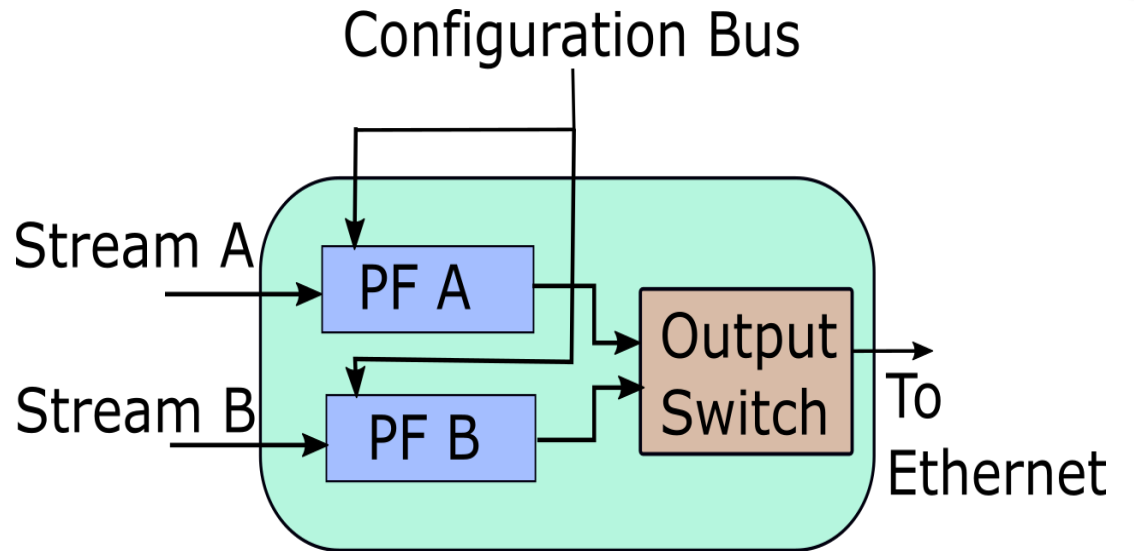 Configuration Bus
Stream A
PF A
Output
Switch
Stream B
PF B
To
Ethernet